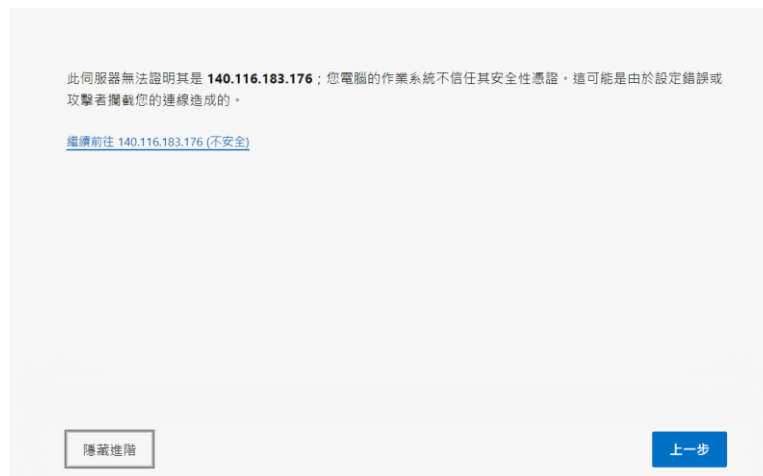 此伺服器無法證明其是 140.116.183.176；您電腦的作業系統不信任其安全性憑證。這可能是由於設定錯誤或
攻擊者攔截您的連線造成的。
繼續前往 140.116.183.176 (不安全)
隱藏進階
上一步